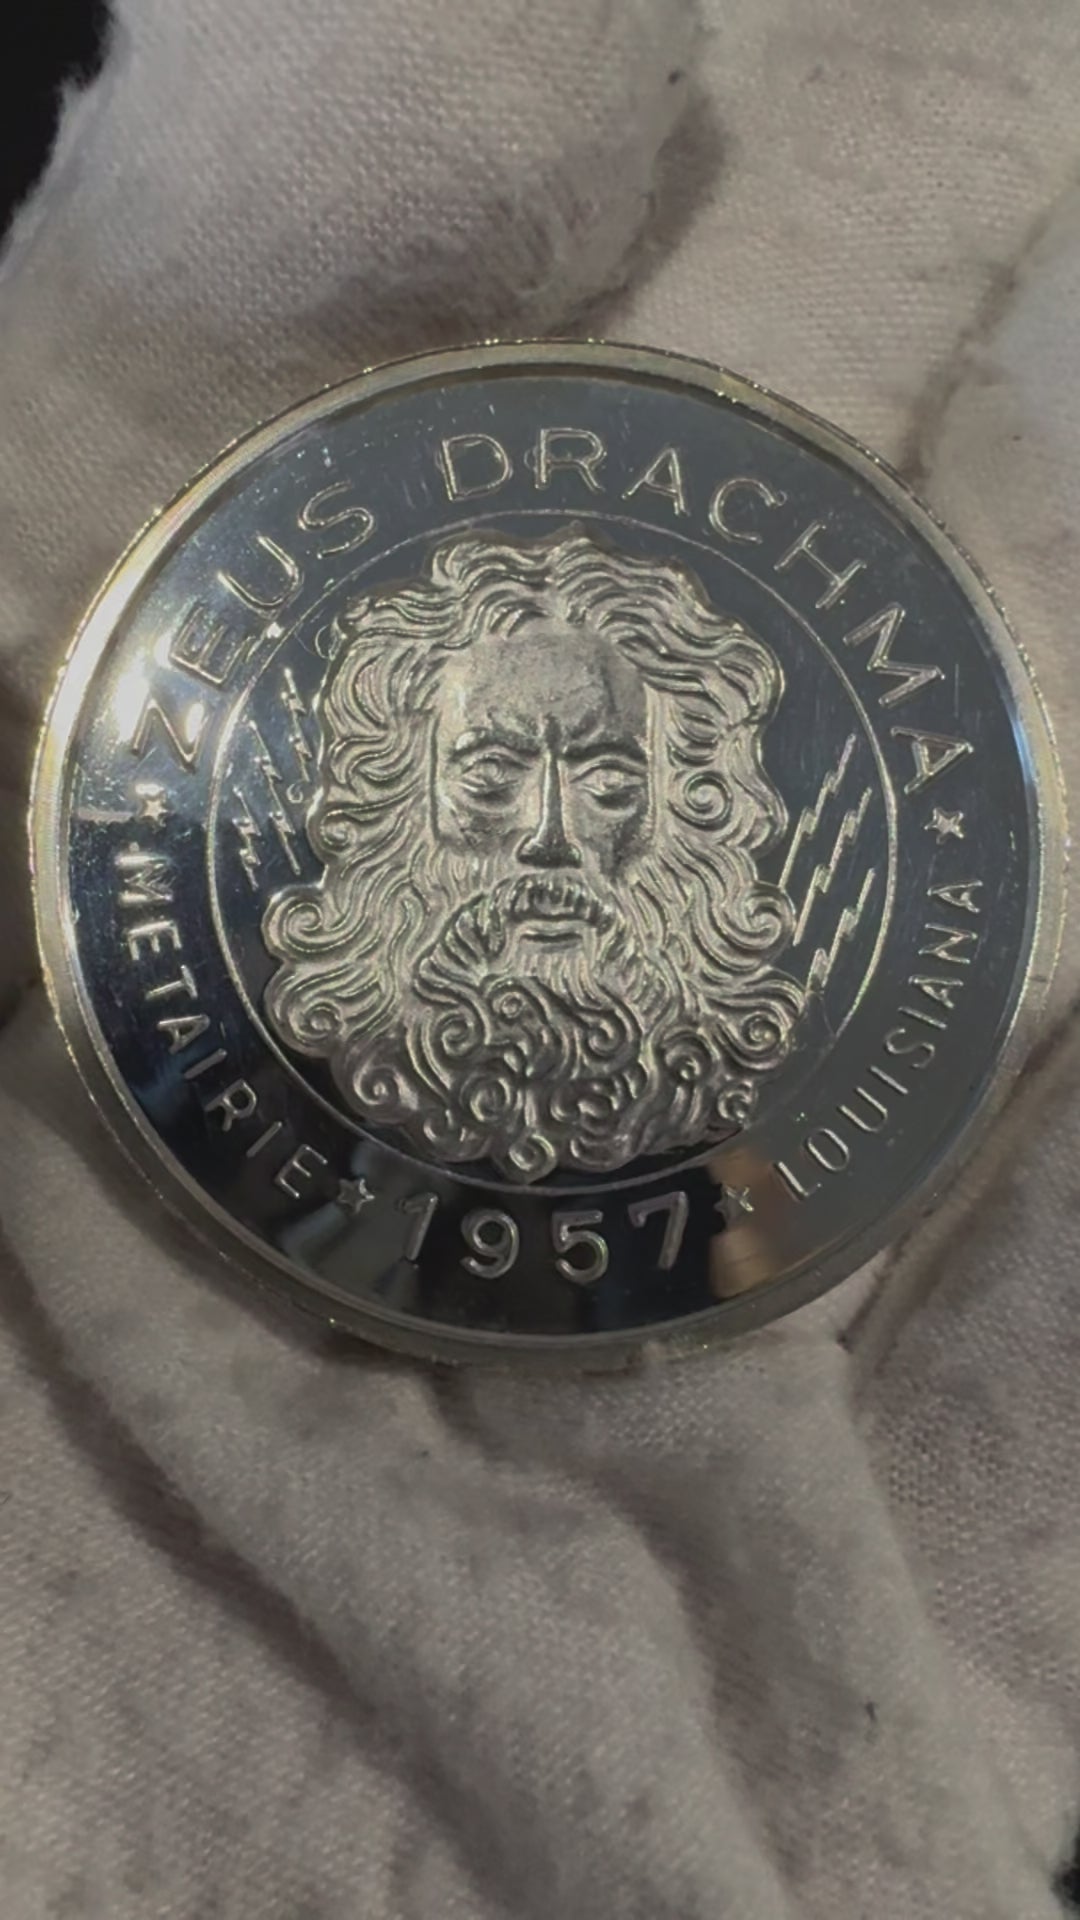 ZEUS DRACHMA
METAIRIE
1957
LOUISIANA